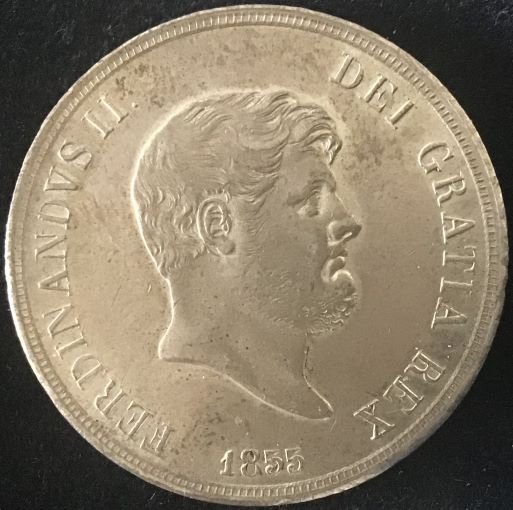 FERDINANDVS II. DEI GRATIA REX
1855